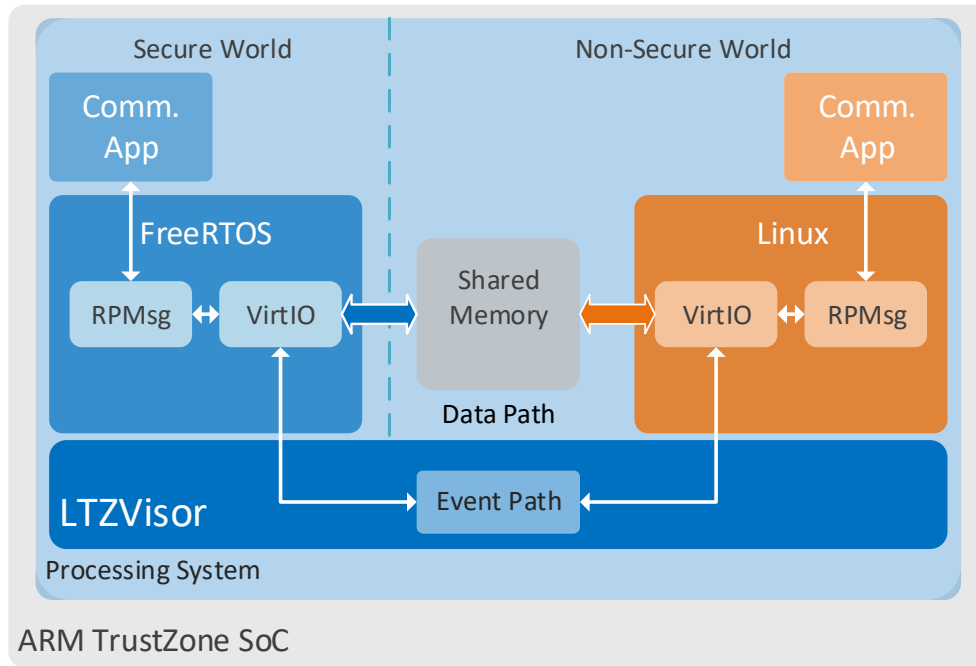 Secure World
Non-Secure World
Comm.
App
Comm.
App
FreeRTOS
Linux
RPMsg
VirtIO
Shared
Memory
VirtIO
RPMsg
Data Path
LTZVisor
Event Path
Processing System
ARM TrustZone SoC